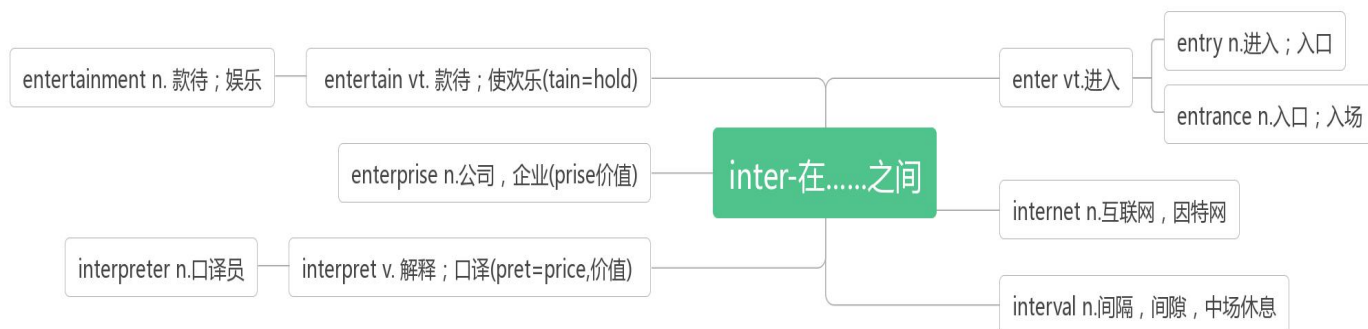 entertainment n. 款待；娱乐
entertain vt. 款待；使欢乐(tain=hold)
enterprise n.公司，企业(prise价值)
interpreter n.口译员
interpret v. 解释；口译(pret=price,价值)
inter-在……之间
enter vt.进入
entry n.进入；入口
entrance n.入口；入场
internet n.互联网，因特网
interval n.间隔，间隙，中场休息